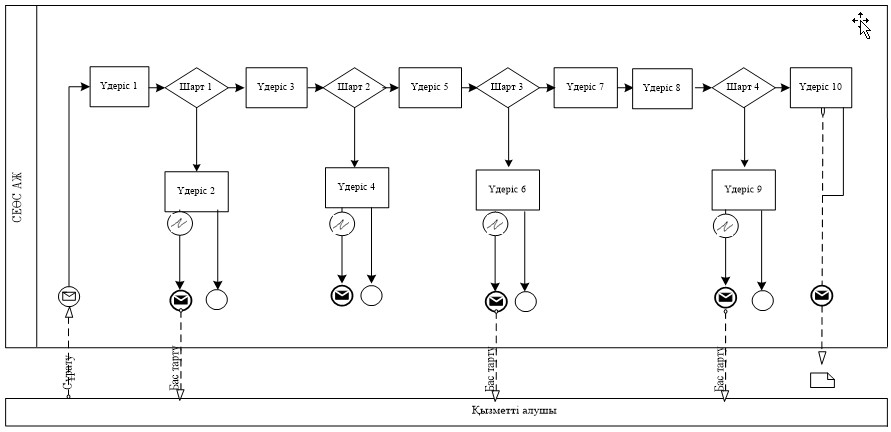 Үдеріс 1
Шарт 1
Үдеріс 3
Шарт 2
Үдеріс 5
Шарт 3
Үдеріс 7
Үдеріс 8
Шарт 4
Үдеріс 10
Үдеріс 2
Үдеріс 4
Үдеріс 6
Үдеріс 9
СЕӨС АЖ
Сұрату
Бас тарту
Бас тарту
Бас тарту
Қызметті алушы